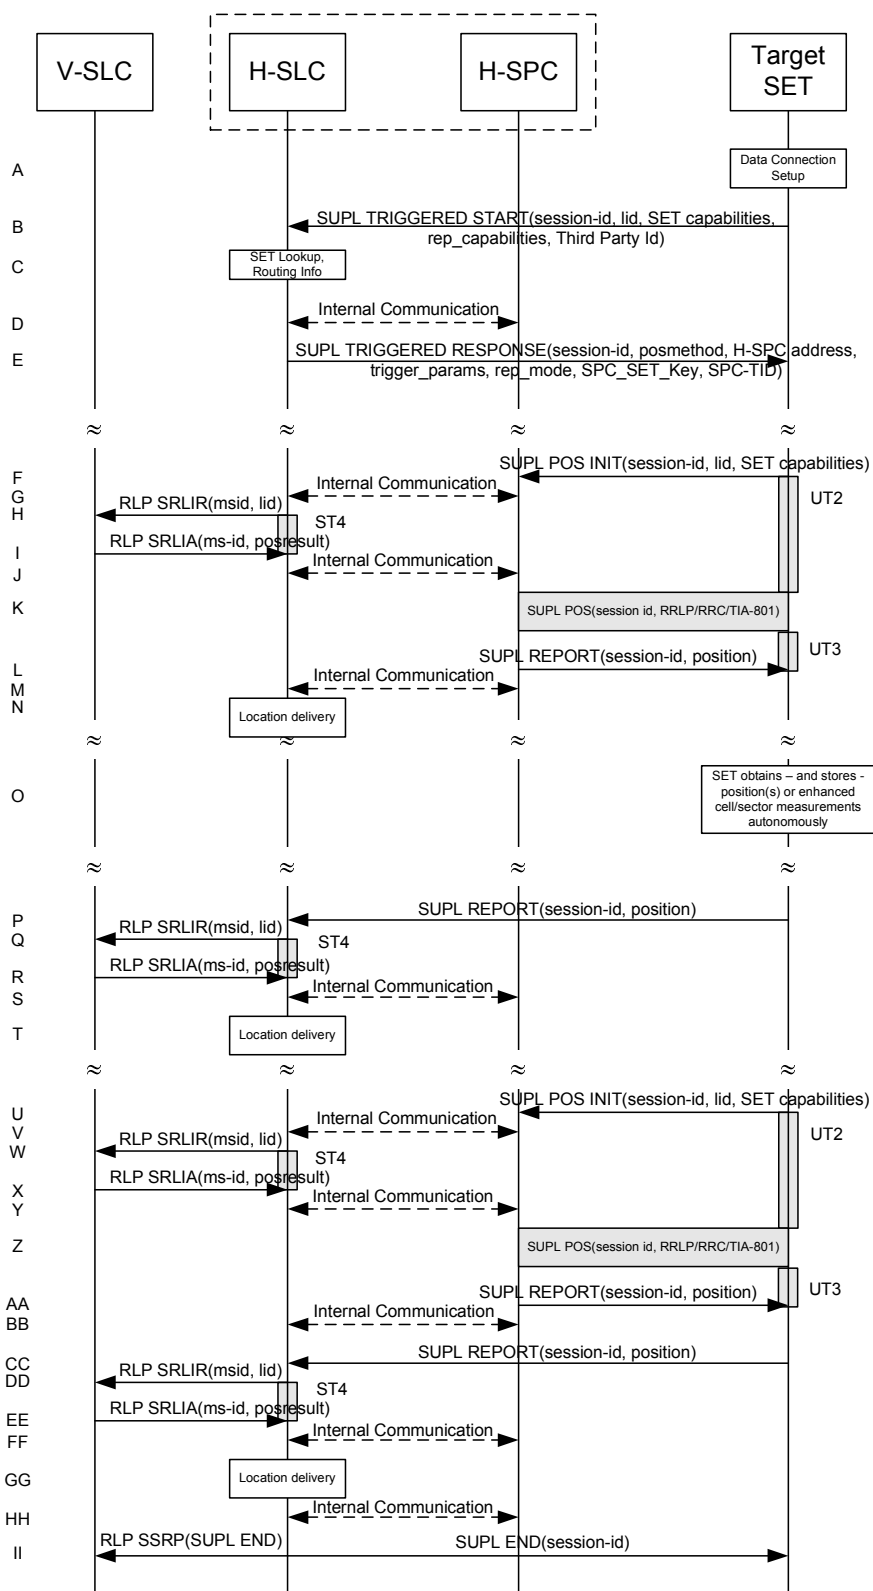 V-SLC
H-SLC
H-SPC
Target
SET
A
Data Connection
Setup
B
SUPL TRIGGERED START(session-id, lid, SET capabilities,
rep_capabilities, Third Party Id)
C
SET Lookup,
Routing Info
D
Internal Communication
E
SUPL TRIGGERED RESPONSE(session-id, posmethod, H-SPC address,
trigger_params, rep_mode, SPC_SET_Key, SPC-TID)
≈ ≈ ≈ ≈
F
SUPL POS INIT(session-id, lid, SET capabilities)
G
Internal Communication
UT2
H
RLP SRLIR(msid, lid)
ST4
I
RLP SRLIA(ms-id, posresult)
J
Internal Communication
K
SUPL POS(session id, RRLP/RRC/TIA-801)
UT3
L
SUPL REPORT(session-id, position)
M
Internal Communication
N
Location delivery
≈ ≈ ≈ ≈
O
SET obtains – and stores -
position(s) or enhanced
cell/sector measurements
autonomously
≈ ≈ ≈ ≈
P
SUPL REPORT(session-id, position)
Q
RLP SRLIR(msid, lid)
ST4
R
RLP SRLIA(ms-id, posresult)
S
Internal Communication
T
Location delivery
≈ ≈ ≈ ≈
U
SUPL POS INIT(session-id, lid, SET capabilities)
V
Internal Communication
UT2
W
RLP SRLIR(msid, lid)
ST4
X
RLP SRLIA(ms-id, posresult)
Y
Internal Communication
Z
SUPL POS(session id, RRLP/RRC/TIA-801)
UT3
AA
SUPL REPORT(session-id, position)
BB
Internal Communication
CC
SUPL REPORT(session-id, position)
DD
RLP SRLIR(msid, lid)
ST4
EE
RLP SRLIA(ms-id, posresult)
FF
Internal Communication
GG
Location delivery
HH
Internal Communication
II
RLP SSRP(SUPL END)
SUPL END(session-id)